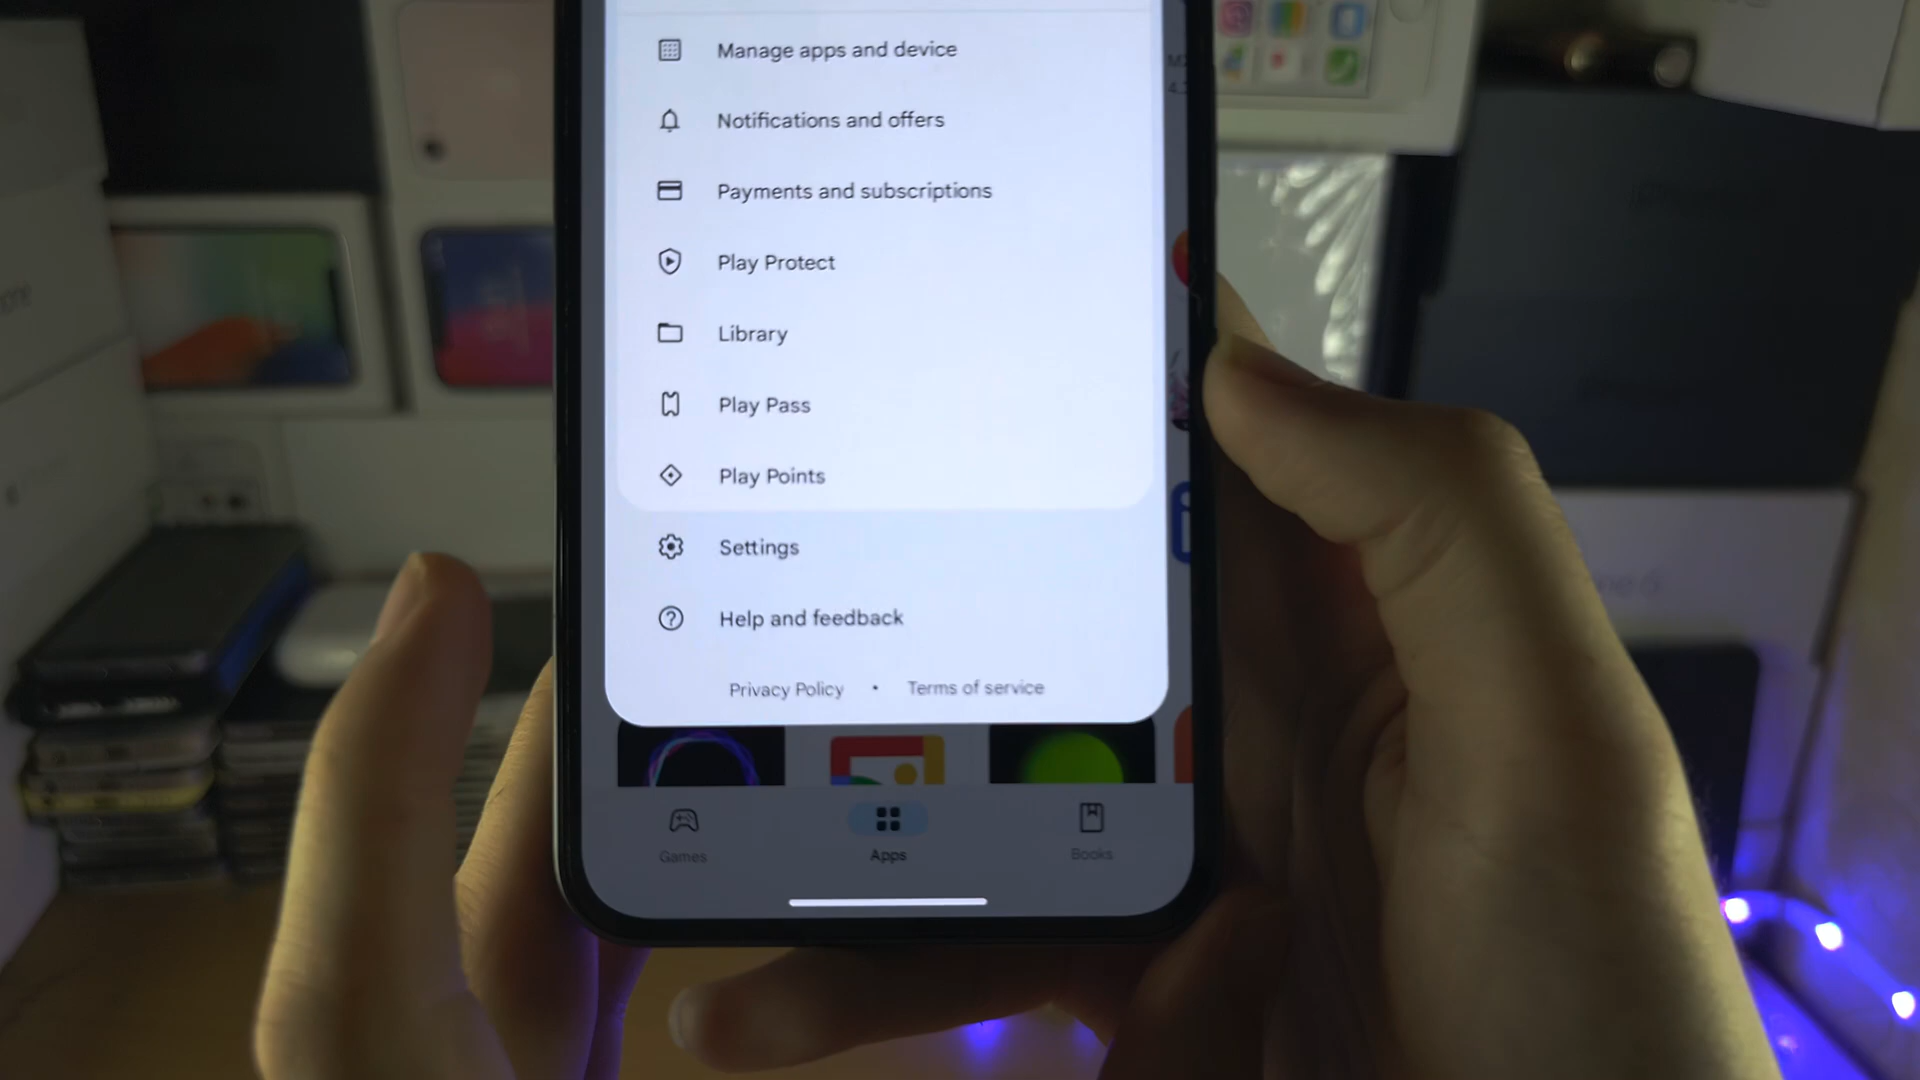 Manage apps and device
Notifications and offers
Payments and subscriptions
Play Protect
Library
Play Pass
Play Points
Settings
Help and feedback
Privacy Policy • Terms of service
Games
Apps
Books